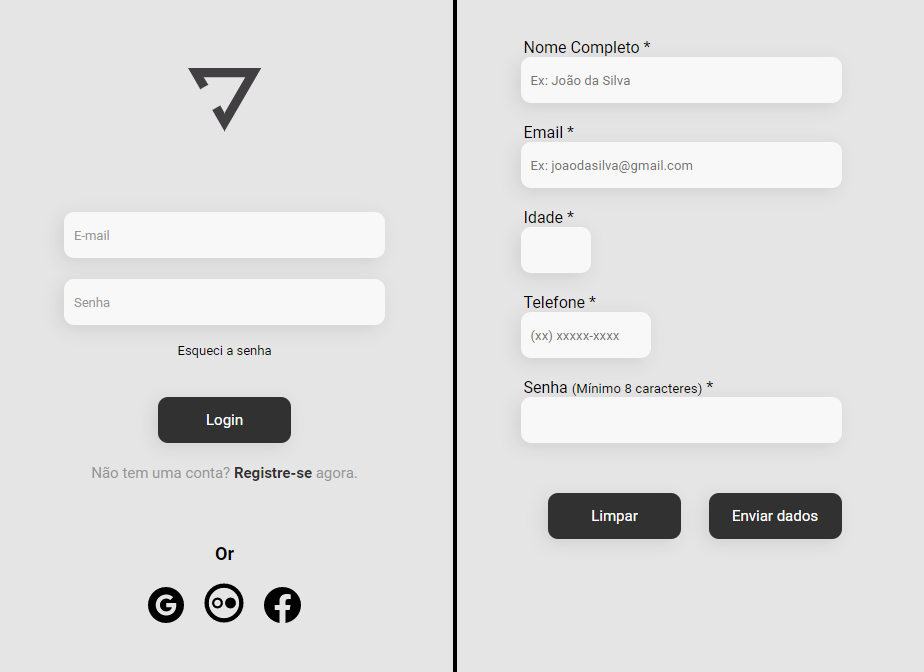 E-mail
Senha
Esqueci a senha
Login
Não tem uma conta? Registre-se agora.
Or
Nome Completo *
Ex: João da Silva
Email *
Ex: joaodasilva@gmail.com
Idade *
Telefone *
(xx) xxxxx-xxxx
Senha (Mínimo 8 caracteres) *
Limpar
Enviar dados